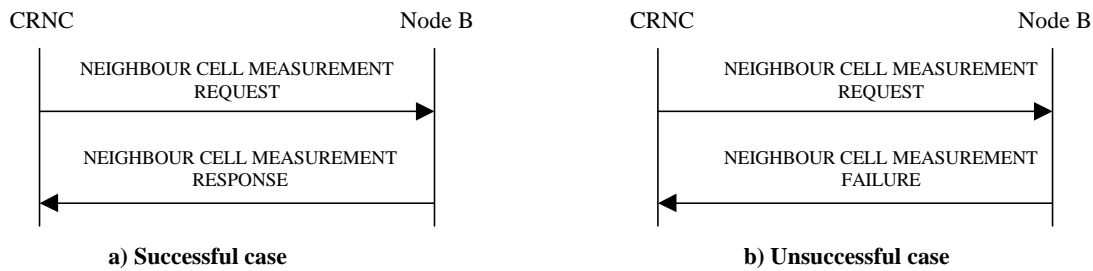 CRNC
Node B
NEIGHBOUR CELL MEASUREMENT
REQUEST
NEIGHBOUR CELL MEASUREMENT
RESPONSE
a) Successful case
CRNC
Node B
NEIGHBOUR CELL MEASUREMENT
REQUEST
NEIGHBOUR CELL MEASUREMENT
FAILURE
b) Unsuccessful case